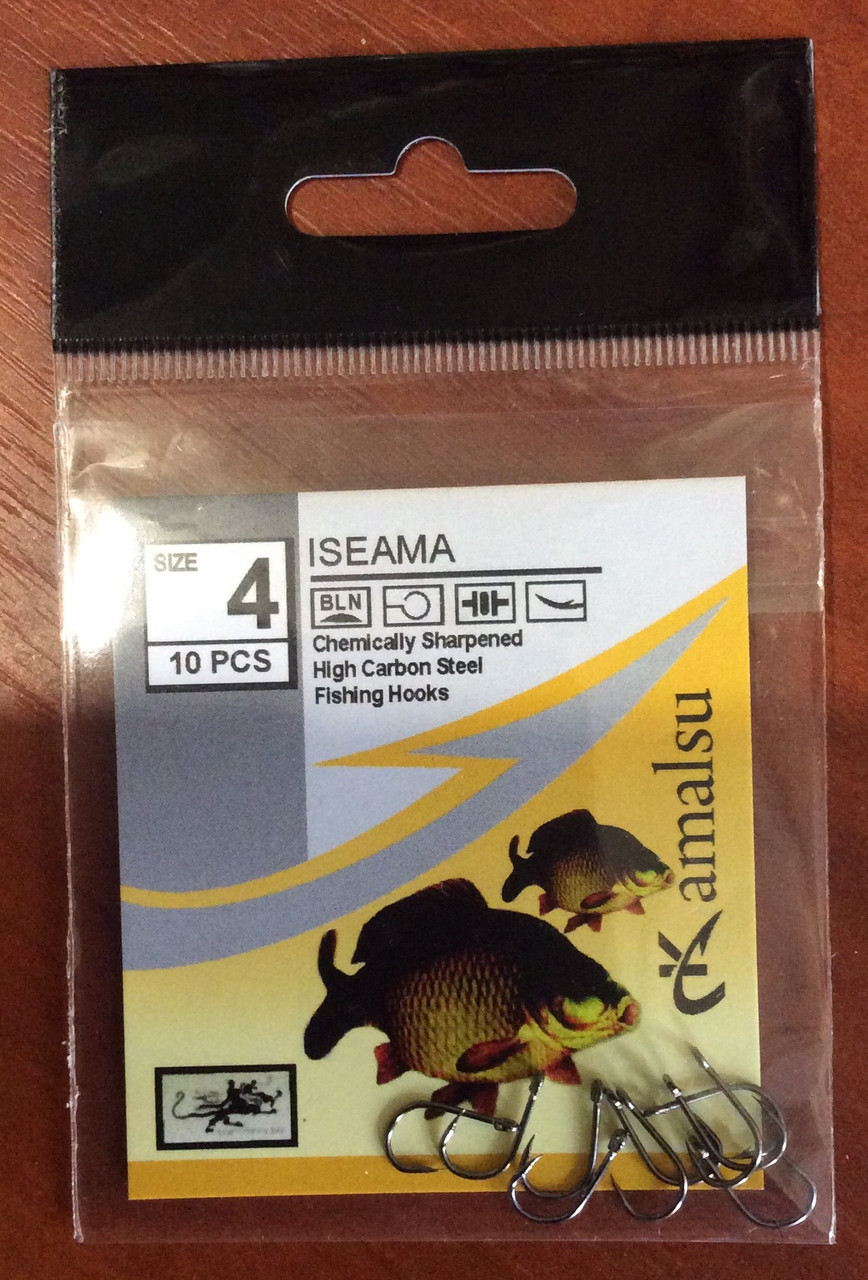 SIZE
4
10 PCS
ISEAMA
BLN
Chemically Sharpened
High Carbon Steel
Fishing Hooks
Kamalsu